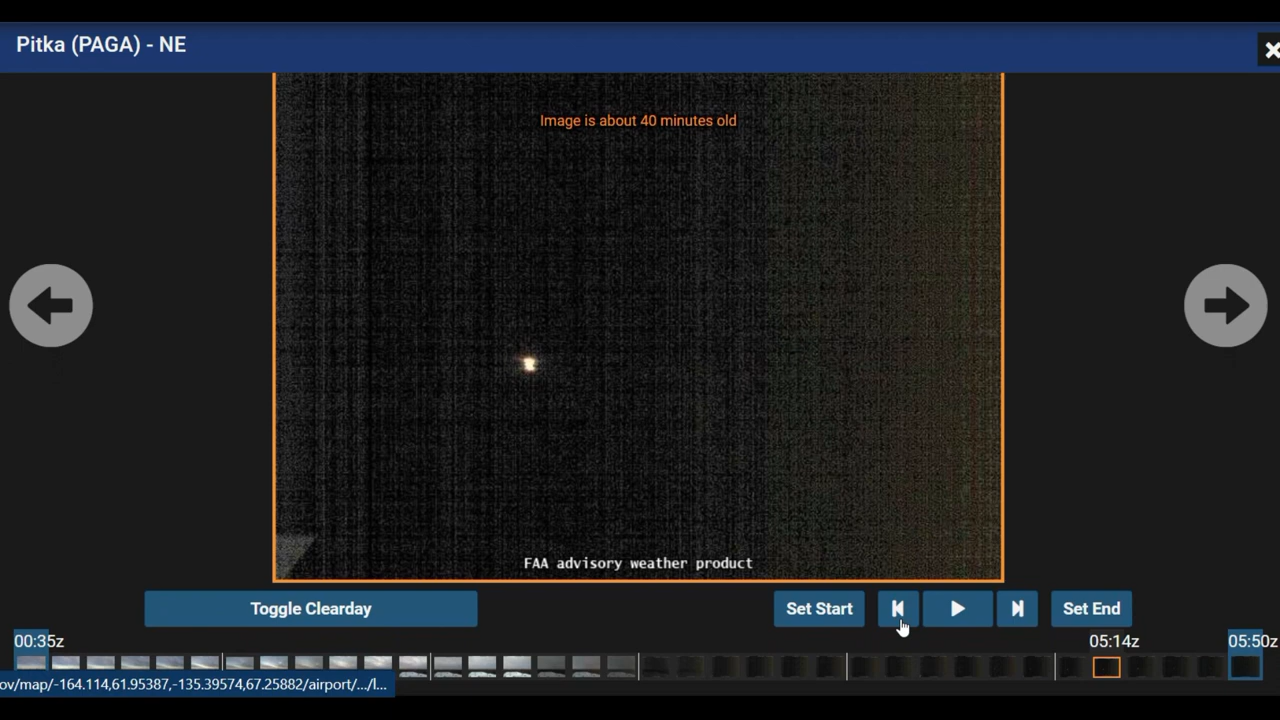 Pitka (PAGA) - NE
Image is about 40 minutes old
FAA advisory weather product
Toggle Clearday
Set Start
Set End
00:35z
05:14z
05:50z
ov/map/-164.114,61.95387,-135.39574,67.25882/airport/.../l...